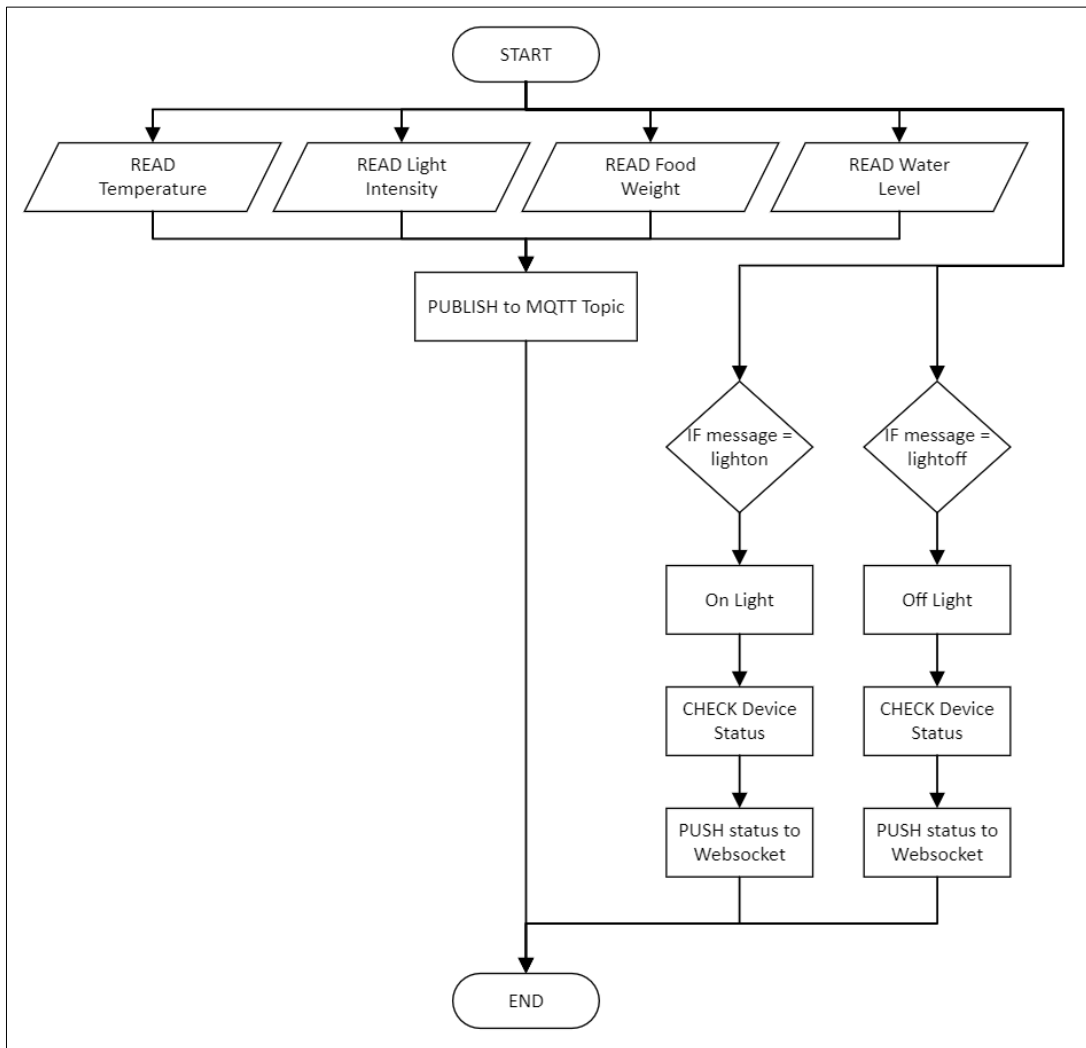 START
READ
Temperature
READ Light
Intensity
READ Food
Weight
READ Water
Level
PUBLISH to MQTT Topic
IF message =
lighton
IF message =
lightoff
On Light
Off Light
CHECK Device
Status
CHECK Device
Status
PUSH status to
Websocket
PUSH status to
Websocket
END